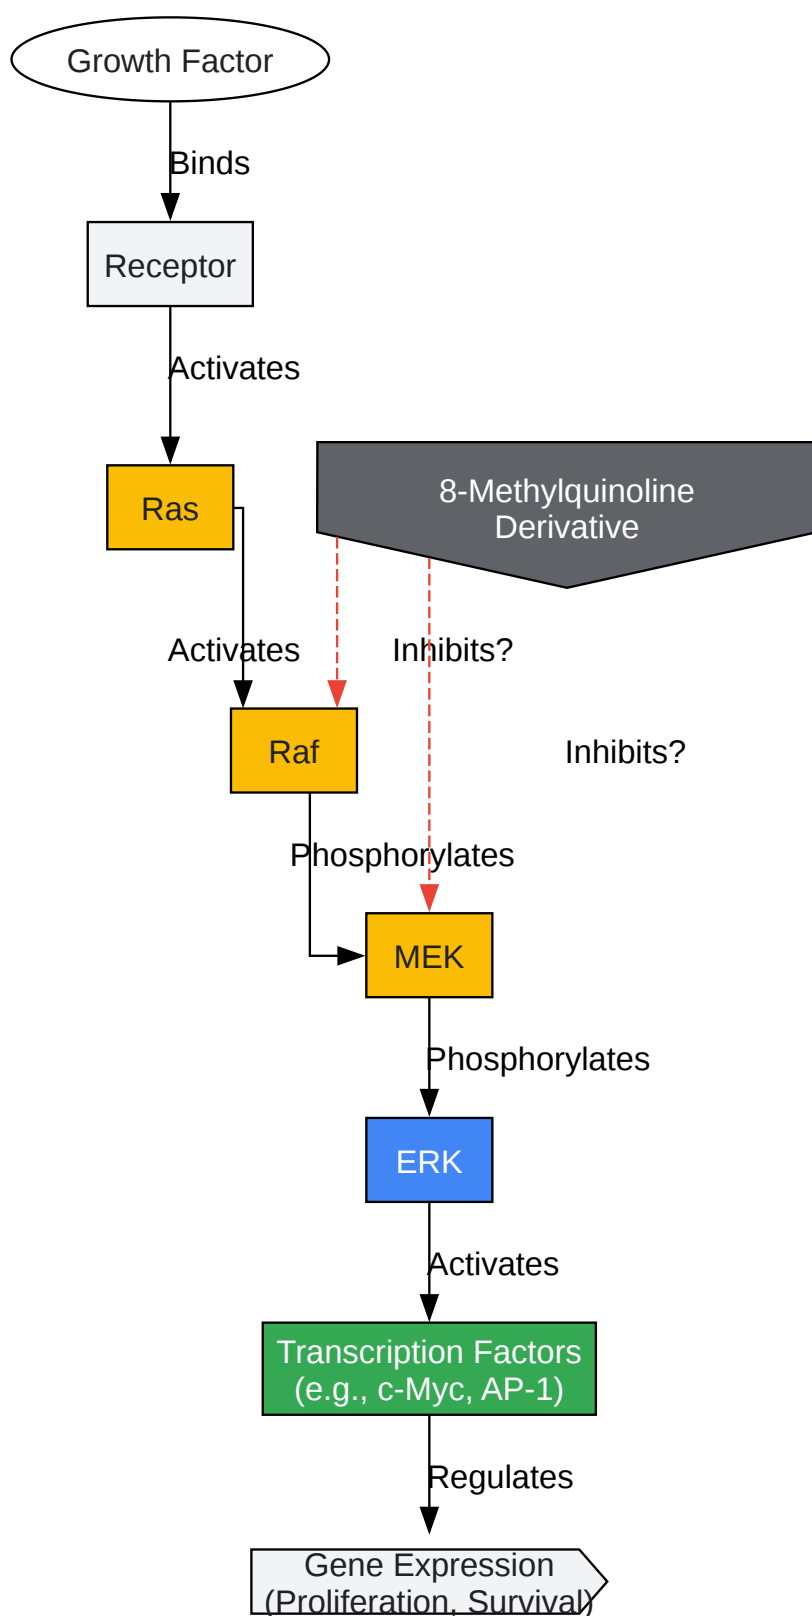 Growth Factor
Binds
Receptor
Activates
8-Methylquinoline
Derivative
Ras
Activates
Inhibits?
Raf
Inhibits?
Phosphorylates
MEK
Phosphorylates
ERK
Activates
Transcription Factors
(e.g., c-Myc, AP-1)
Regulates
Gene Expression
(Proliferation, Survival)